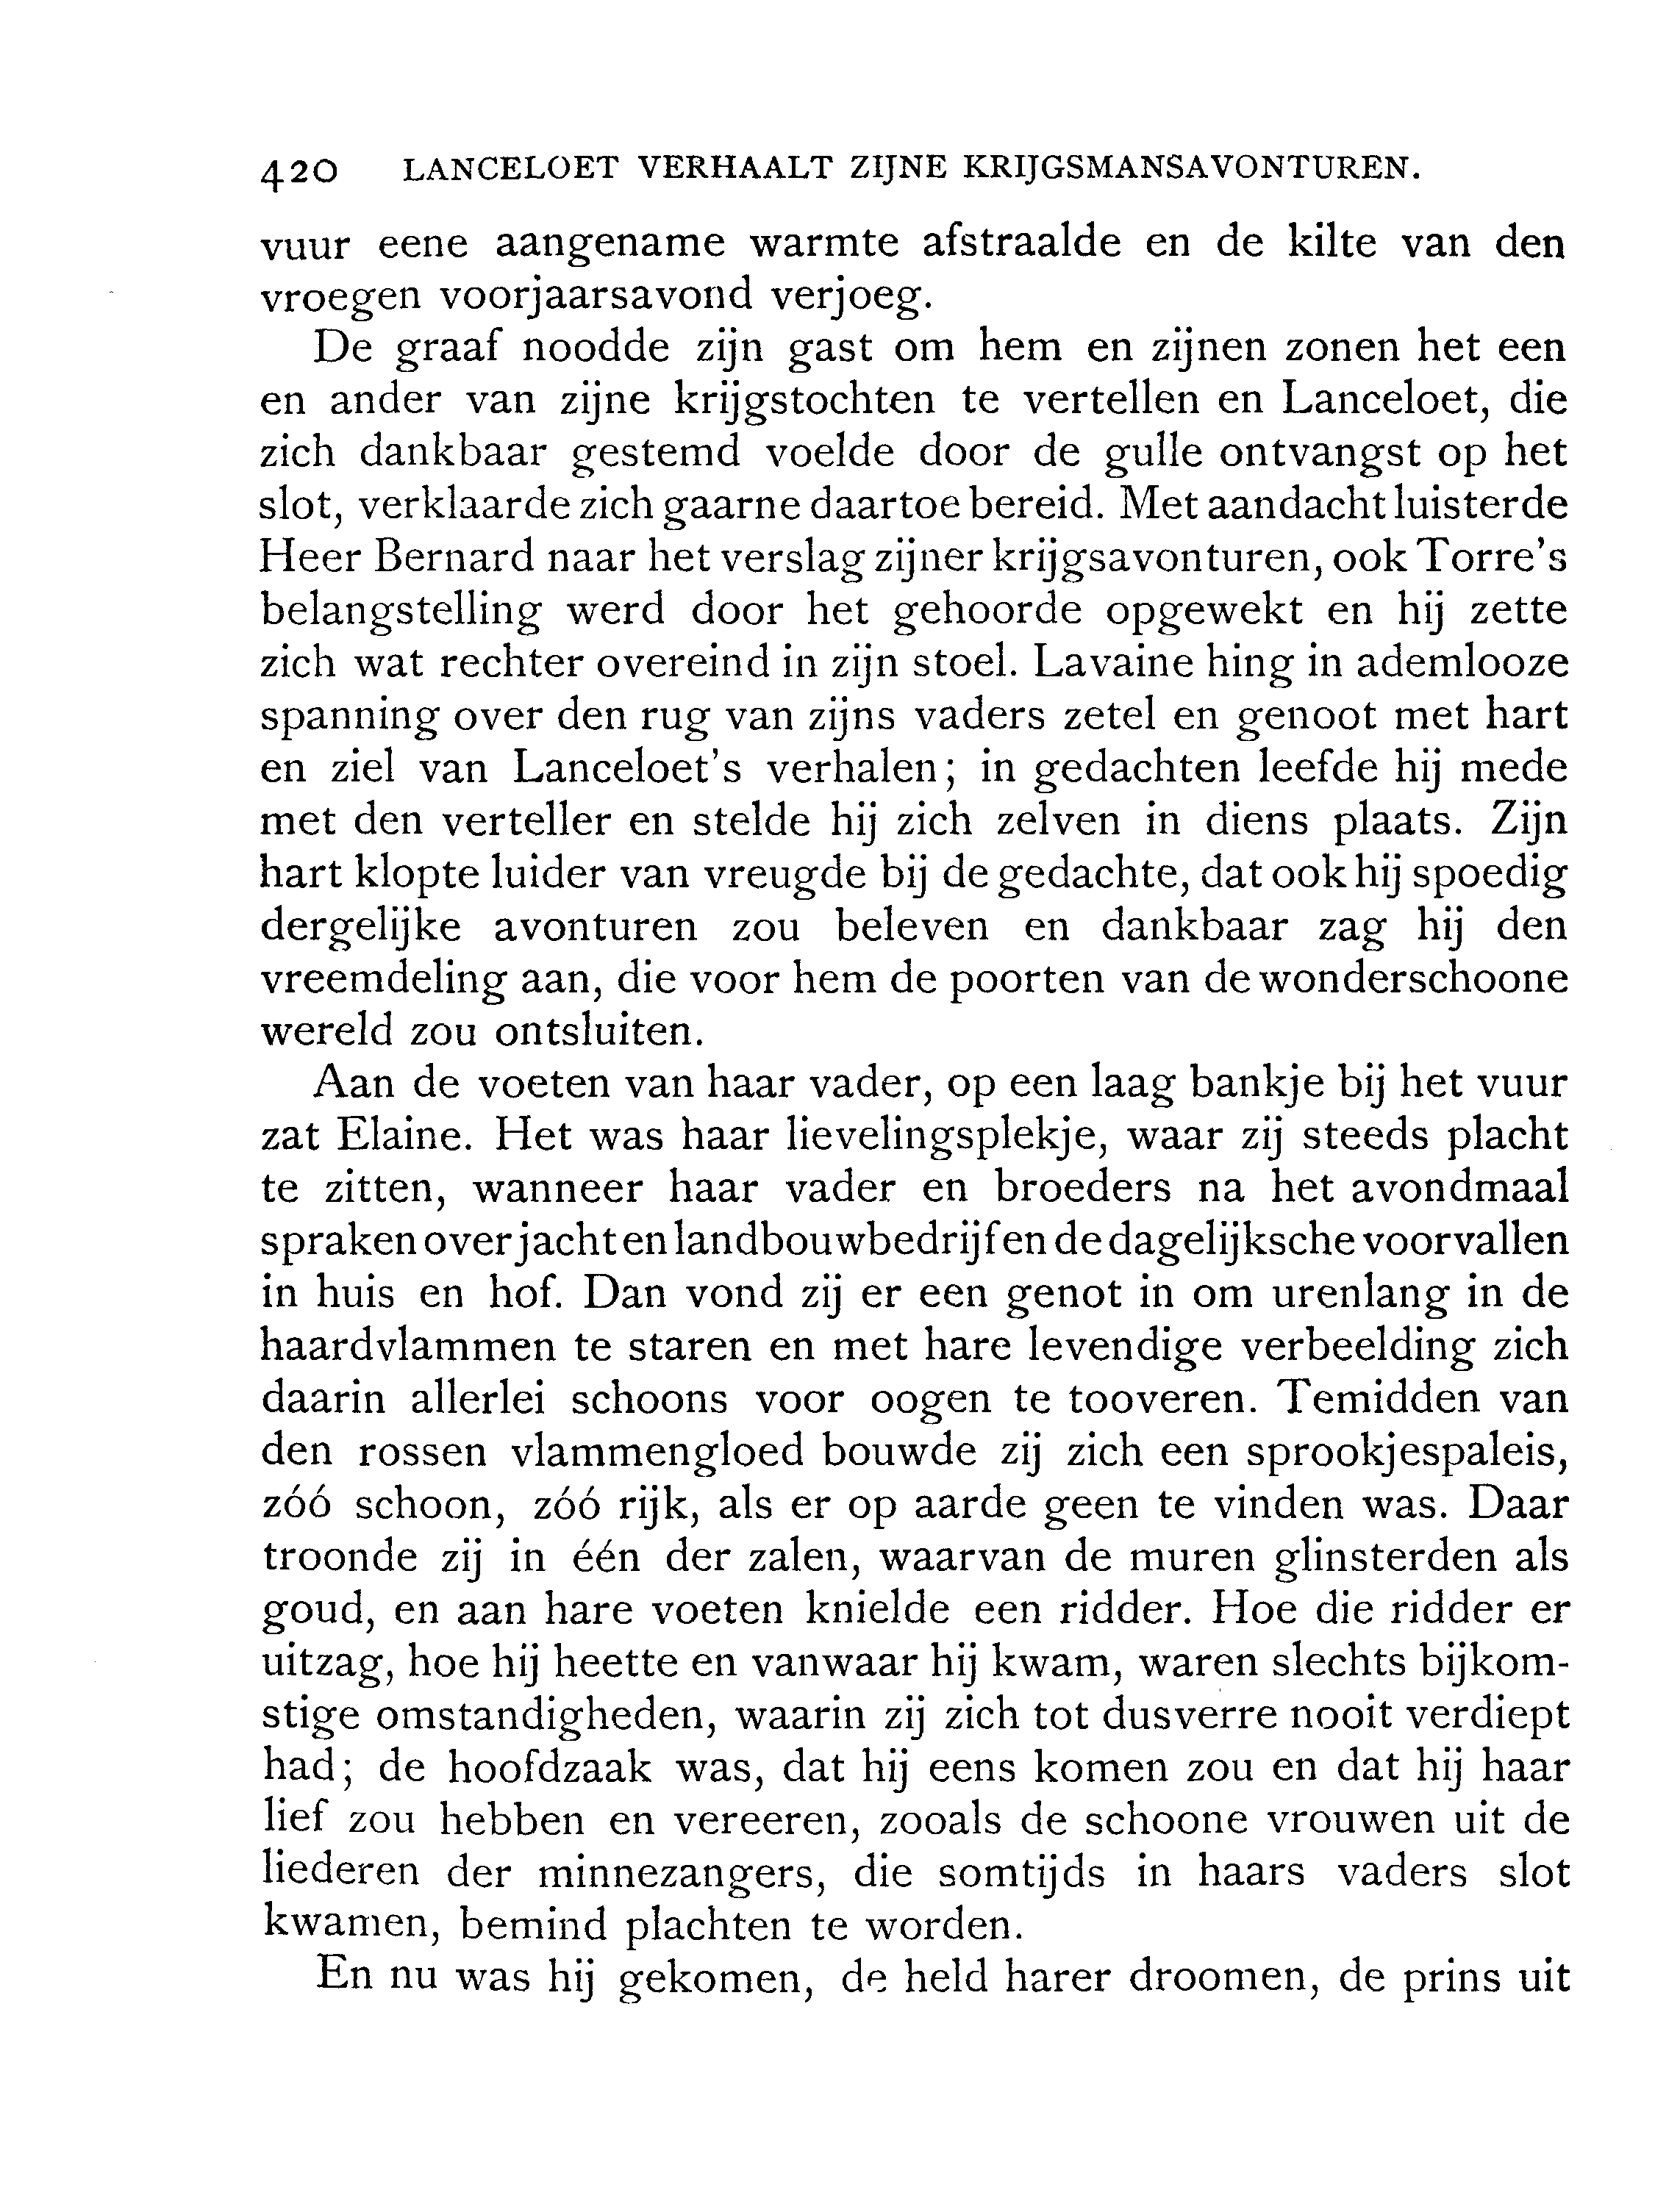 420 LANCELOET VERHAALT ZIJNE KRIJGSMANSAVONTUREN.
vuur eene aangename warmte afstraalde en de kilte van den
vroegen voorjaarsavond verjoeg.
De graaf noodde zijn gast om hem en zijnen zonen het een
en ander van zijne krijgstochten te vertellen en Lanceloet, die
zich dankbaar gestemd voelde door de gulle ontvangst op het
slot, verklaarde zich gaarne daartoe bereid. Met aandacht luisterde
Heer Bernard naar het verslag zijner krijgsavonturen, ook Torre's
belangstelling werd door het gehoorde opgewekt en hij zette
zich wat rechter overeind in zijn stoel. Lavaine hing in ademlooze
spanning over den rug van zijns vaders zetel en genoot met hart
en ziel van Lanceloet's verhalen; in gedachten leefde hij mede
met den verteller en stelde hij zich zelven in diens plaats. Zijn
hart klopte luider van vreugde bij de gedachte, dat ook hij spoedig
dergelijke avonturen zou beleven en dankbaar zag hij den
vreemdeling aan, die voor hem de poorten van de wonderschoone
wereld zou ontsluiten.
Aan de voeten van haar vader, op een laag bankje bij het vuur
zat Elaine. Het was haar lievelingsplekje, waar zij steeds placht
te zitten, wanneer haar vader en broeders na het avondmaal
spraken over jacht en landbouwbedrijf en de dagelijksche voorvallen
in huis en hof. Dan vond zij er een genot in om urenlang in de
haardvlammen te staren en met hare levendige verbeelding zich
daarin allerlei schoons voor oogen te tooveren. Temidden van
den rossen vlammengloed bouwde zij zich een sprookjespaleis,
zóó schoon, zóó rijk, als er op aarde geen te vinden was. Daar
troonde zij in één der zalen, waarvan de muren glinsterden als
goud, en aan hare voeten knielde een ridder. Hoe die ridder er
uitzag, hoe hij heette en vanwaar hij kwam, waren slechts bijkom-
stige omstandigheden, waarin zij zich tot dusverre nooit verdiept
had; de hoofdzaak was, dat hij eens komen zou en dat hij haar
lief zou hebben en vereeren, zooals de schoone vrouwen uit de
liederen der minnezangers, die somtijds in haars vaders slot
kwamen, bemind plachten te worden.
En nu was hij gekomen, de held harer droomen, de prins uit